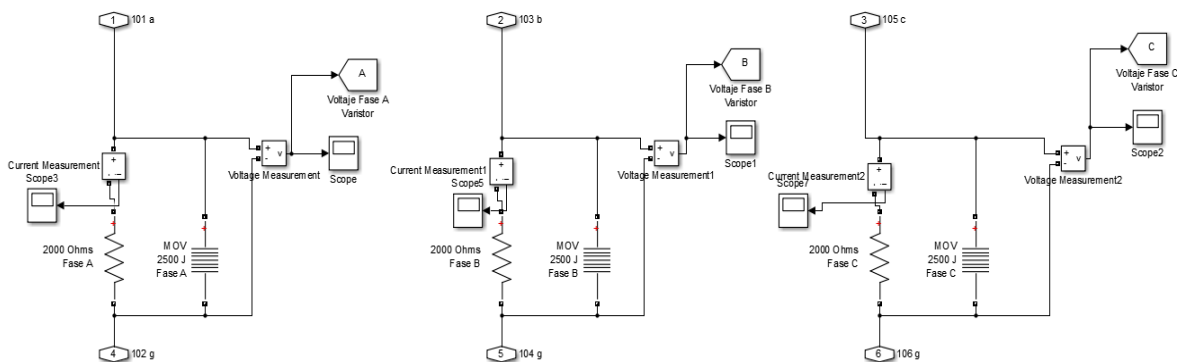 1
101 a
A
Voltaje Fase A
Varistor
+
-
v
Voltage Measurement
Scope
Current Measurement
+
i
-
Scope3
+
2000 Ohms
Fase A
+
MOV
2500 J
Fase A
4
102 g
2
103 b
B
Voltaje Fase B
Varistor
+
-
v
Voltage Measurement1
Scope1
Current Measurement1
+
i
-
Scope5
+
2000 Ohms
Fase B
+
MOV
2500 J
Fase B
5
104 g
3
105 c
C
Voltaje Fase C
Varistor
+
-
v
Voltage Measurement2
Scope2
Current Measurement2
+
i
-
Scope7
+
2000 Ohms
Fase C
+
MOV
2500 J
Fase C
6
106 g